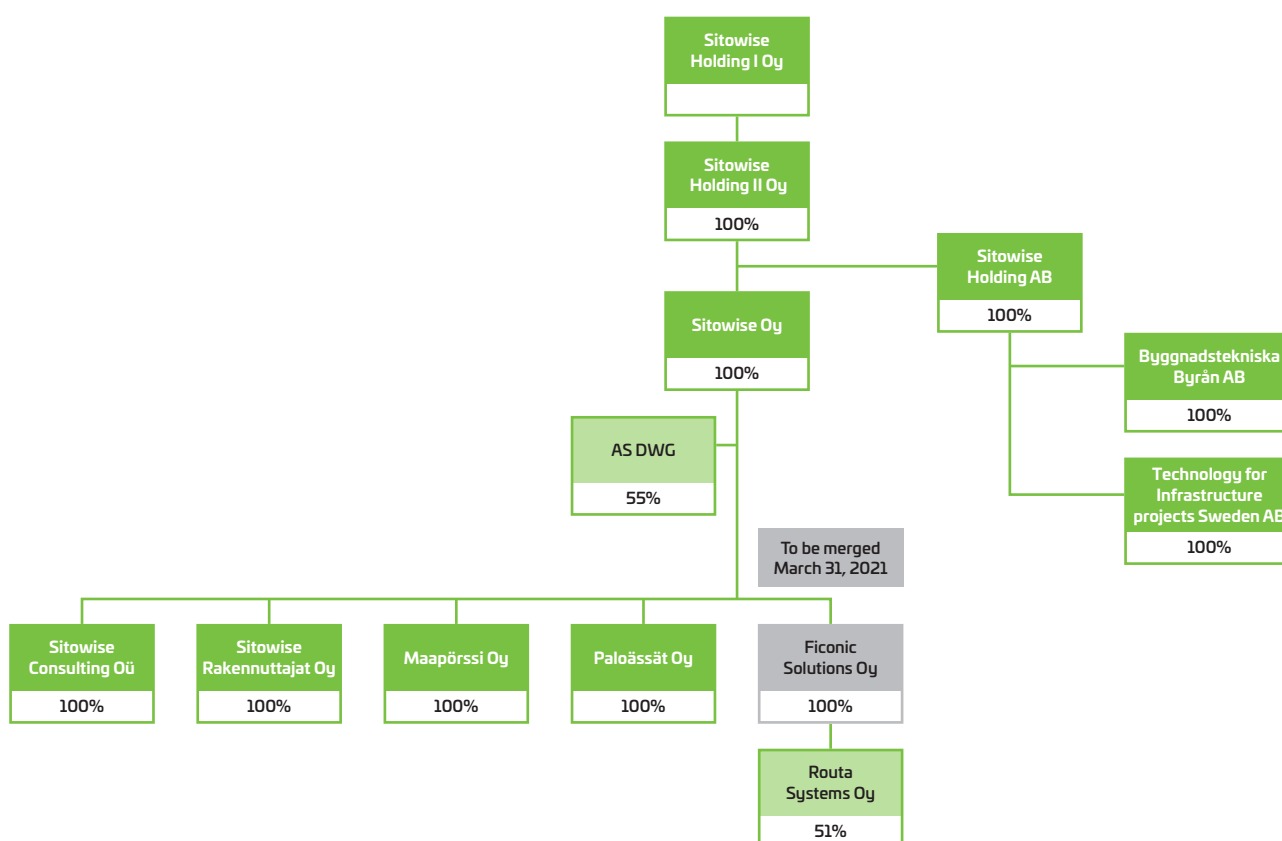 Sitowise
Holding I Oy
Sitowise
Holding II Oy
100%
Sitowise
Holding AB
100%
Sitowise Oy
100%
Byggnadstekniska
Byrån AB
100%
AS DWG
55%
Technology for
Infrastructure
projects Sweden AB
100%
To be merged
March 31, 2021
Sitowise
Consulting Oü
100%
Sitowise
Rakennuttajat Oy
100%
Maapörssi Oy
100%
Paloässät Oy
100%
Ficonic
Solutions Oy
100%
Routa
Systems Oy
51%